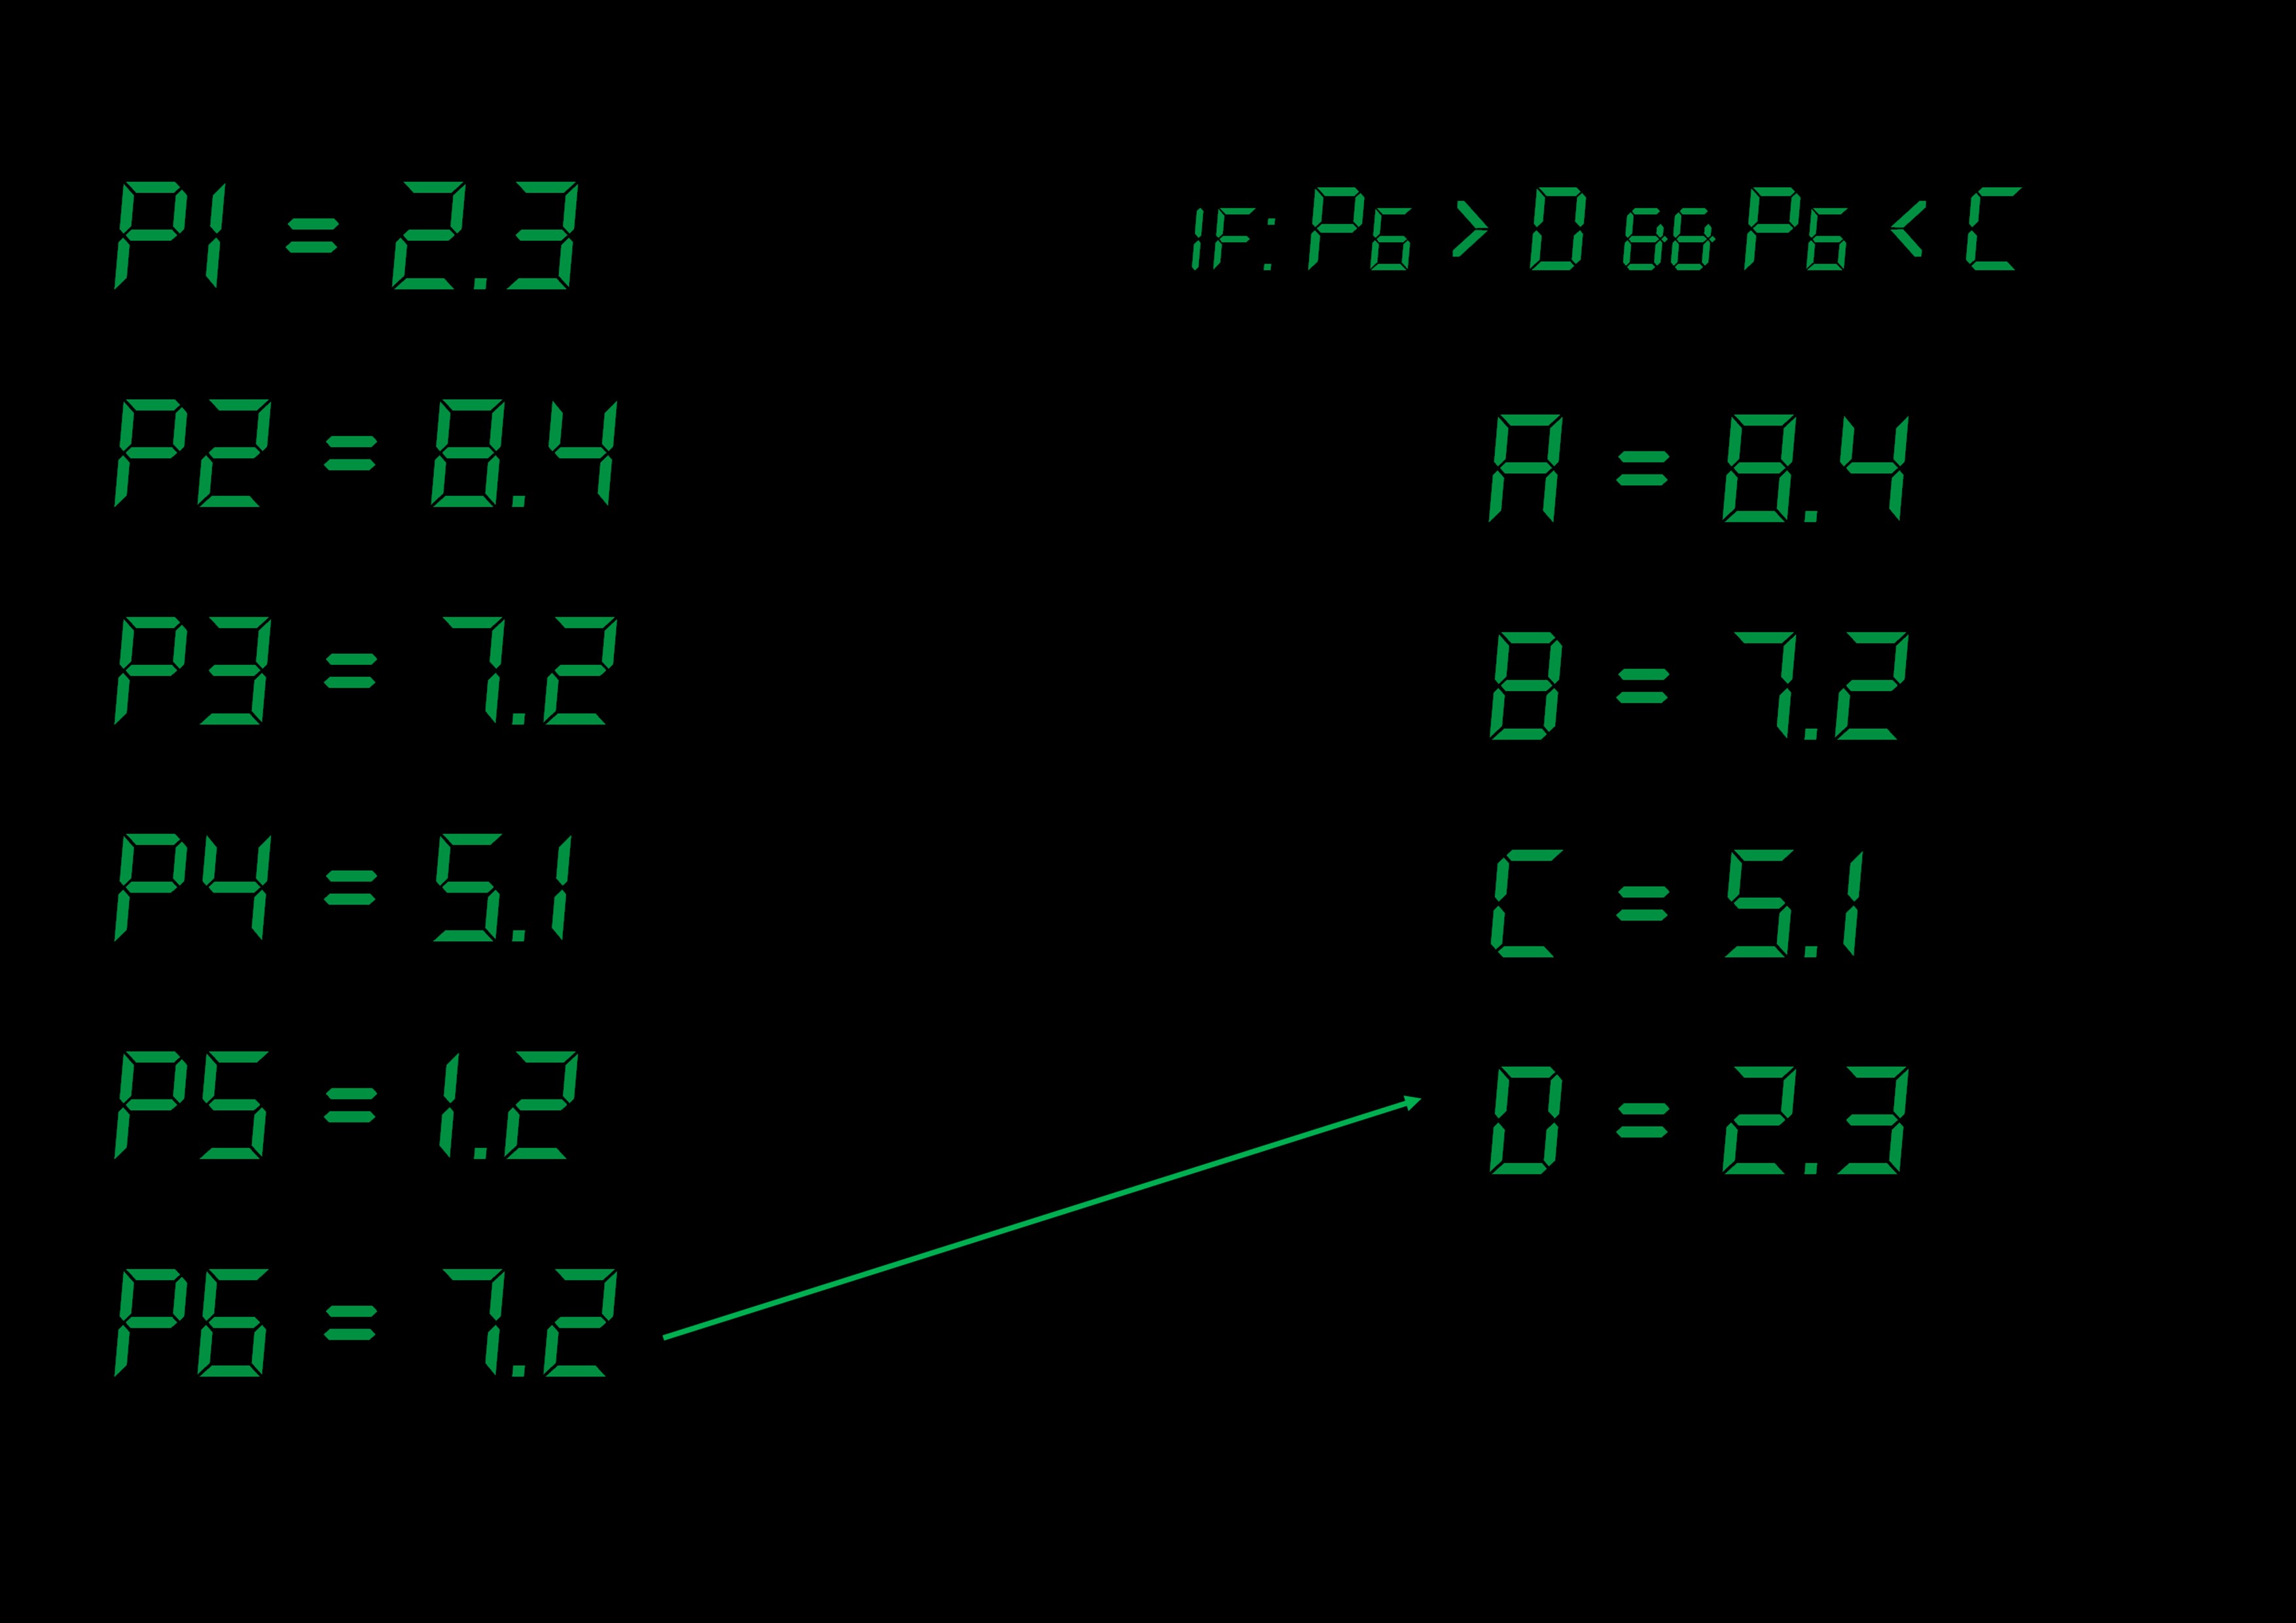 P1 = 2.3
P2 = 8.4
P3 = 7.2
P4 = 5.1
P5 = 1.2
P6 = 7.2
IF: P6 > D && P6 < C
A = 8.4
B = 7.2
C = 5.1
D = 2.3